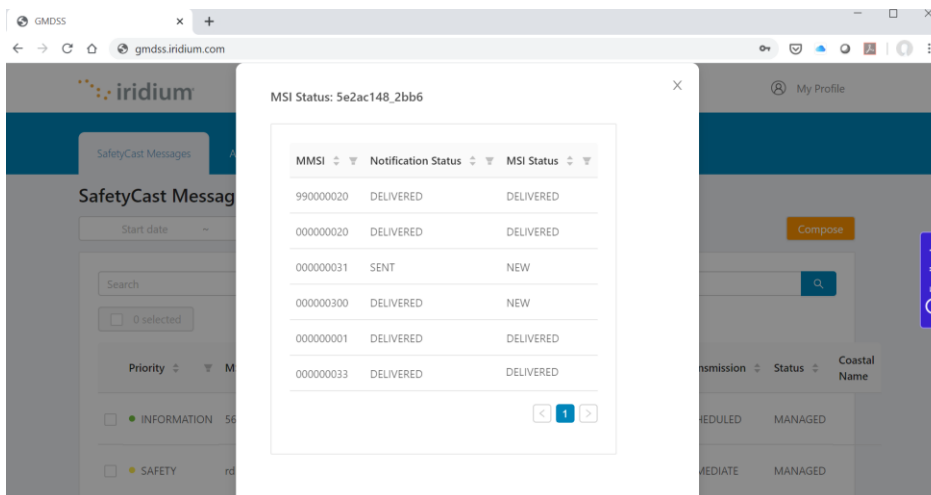 GMDSS
gmdss.iridium.com
iridium
My Profile
MSI Status: 5e2ac148_2bb6
SafetyCast Messages
SafetyCast Messag
Start date ~
Compose
MMSI Notification Status MSI Status
990000020 DELIVERED DELIVERED
000000020 DELIVERED DELIVERED
000000031 SENT NEW
000000300 DELIVERED NEW
000000001 DELIVERED DELIVERED
000000033 DELIVERED DELIVERED
1
Search
0 selected
Priority M nsmission Status Coastal
Name
INFORMATION 56 HEDULED MANAGED
SAFETY rd MEDIATE MANAGED